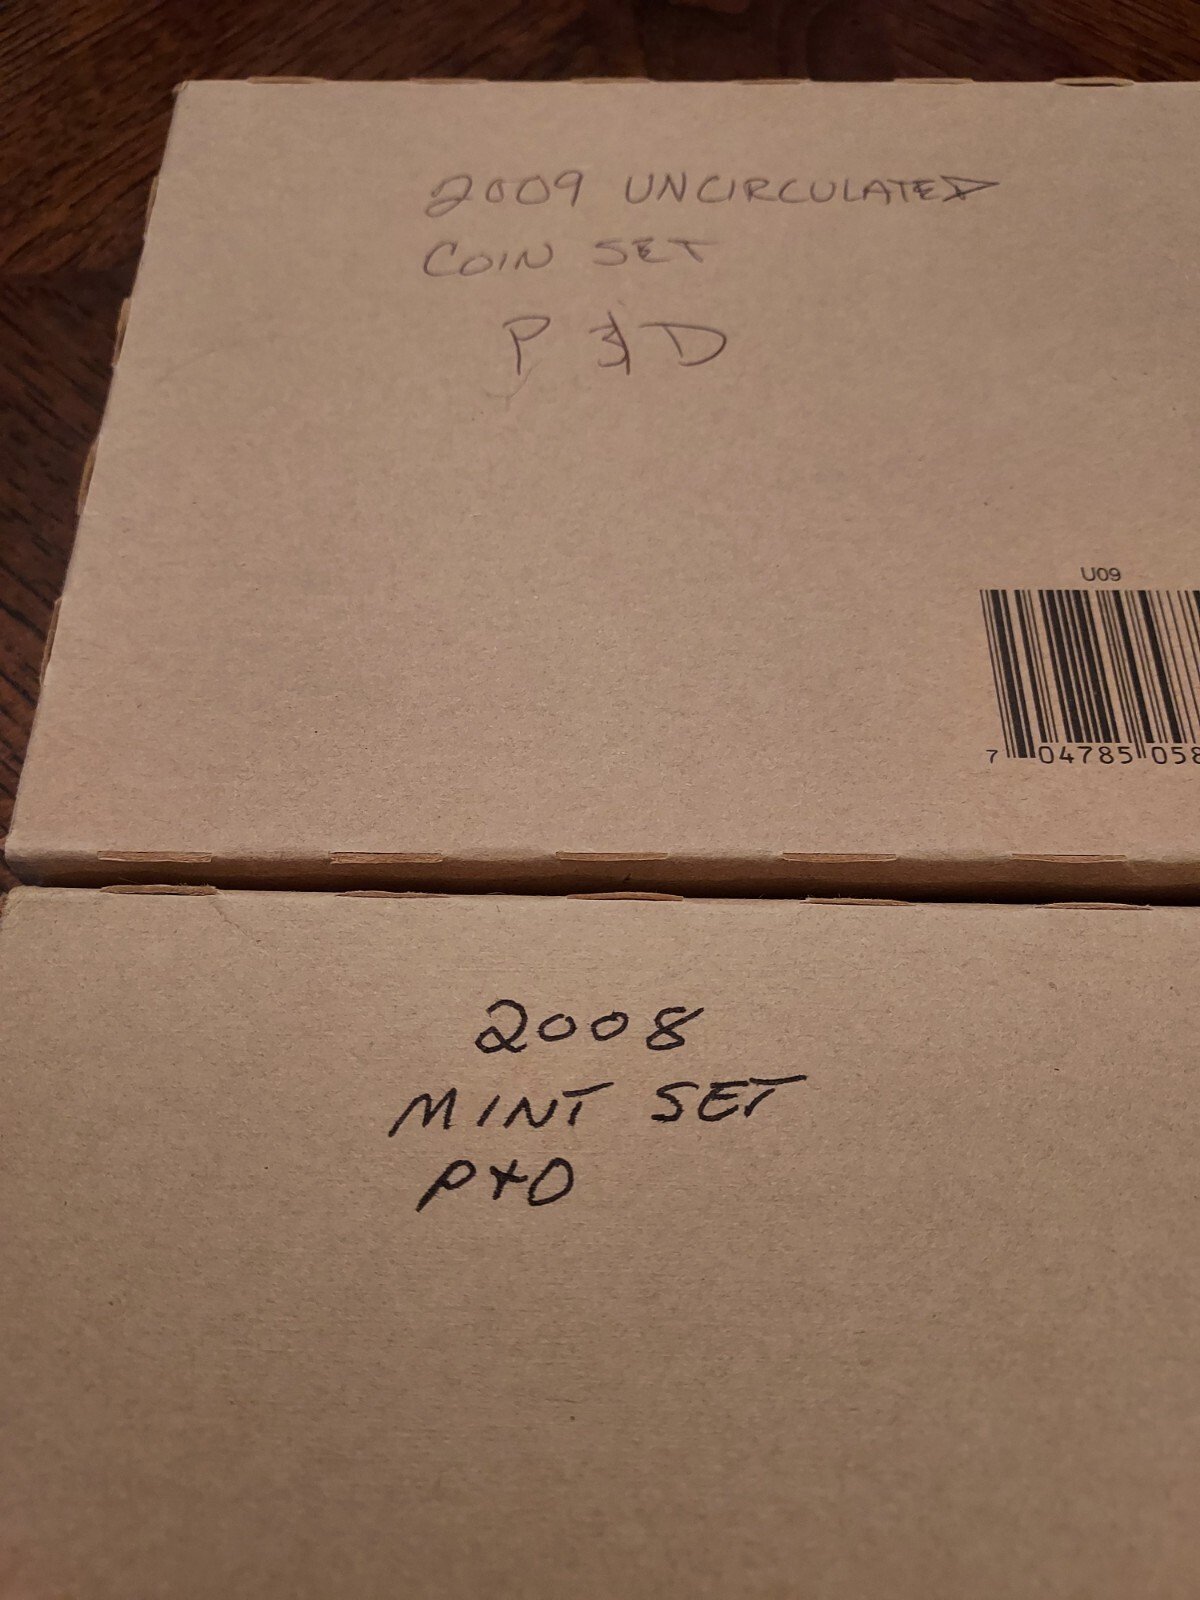 2009 UNCIRCULATED
COIN SET
P & D
U09
7 04785 058
2008
MINT SET
P+D